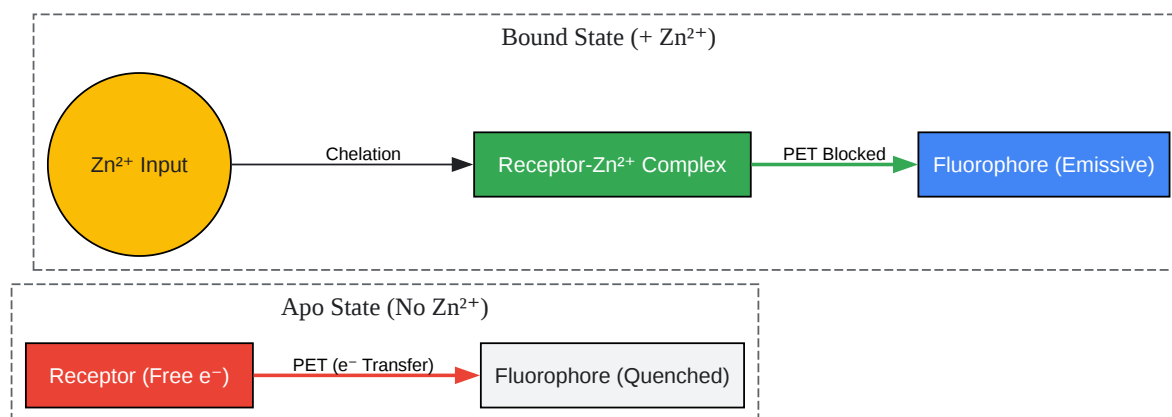 Bound State (+ Zn²⁺)
Zn²⁺ Input
Chelation
Receptor-Zn²⁺ Complex
PET Blocked
Fluorophore (Emissive)
Apo State (No Zn²⁺)
Receptor (Free e⁻)
PET (e⁻ Transfer)
Fluorophore (Quenched)